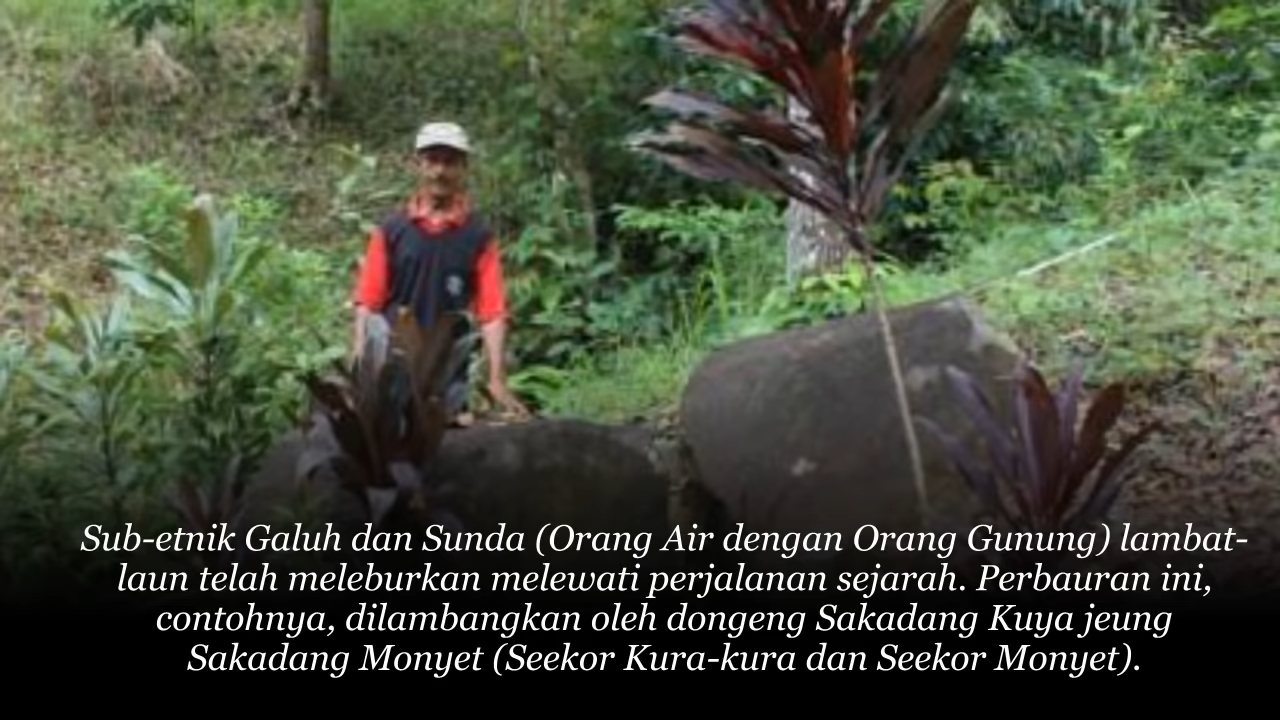 Sub-etnik Galuh dan Sunda (Orang Air dengan Orang Gunung) lambat-
laun telah meleburkan melewati perjalanan sejarah. Perbauran ini,
contohnya, dilambangkan oleh dongeng Sakadang Kuya jeung
Sakadang Monyet (Seekor Kura-kura dan Seekor Monyet).